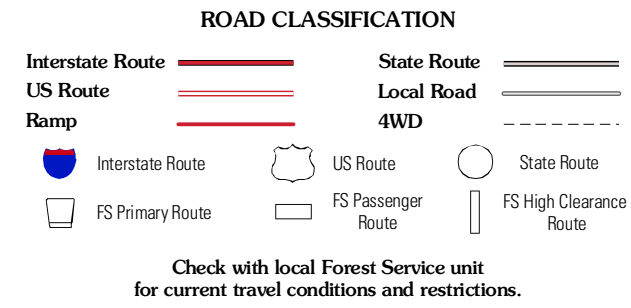 ROAD CLASSIFICATION
Interstate Route
State Route
US Route
Local Road
Ramp
4WD
Interstate Route
US Route
State Route
FS Primary Route
FS Passenger
Route
FS High Clearance
Route
Check with local Forest Service unit
for current travel conditions and restrictions.